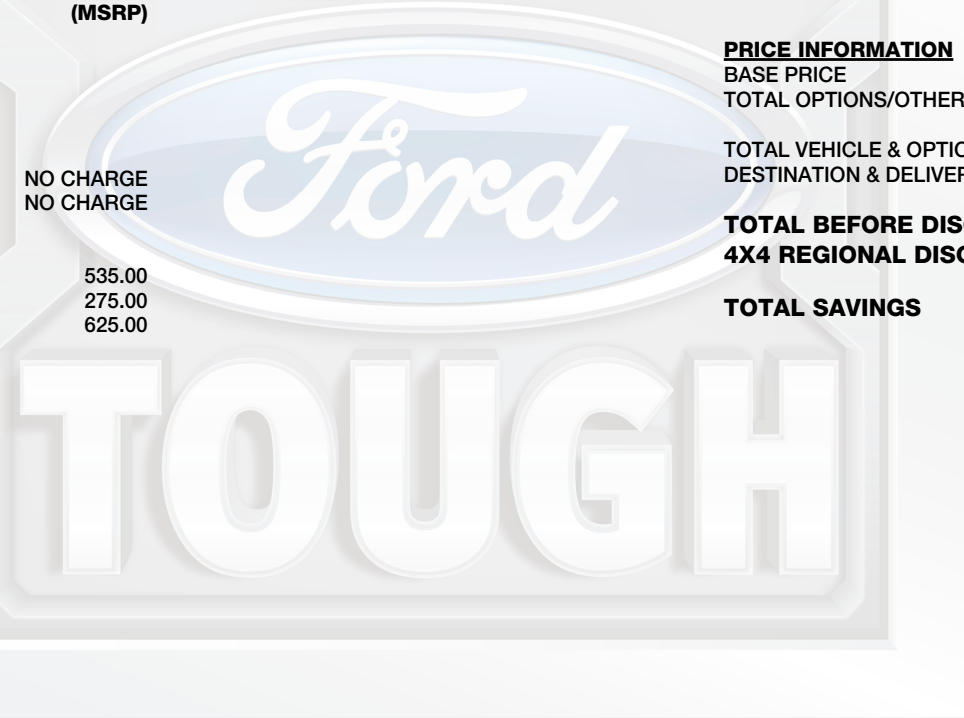 (MSRP)
NO CHARGE
NO CHARGE
535.00
275.00
625.00
PRICE INFORMATION
BASE PRICE
TOTAL OPTIONS/OTHER
TOTAL VEHICLE & OPTIO
DESTINATION & DELIVER
TOTAL BEFORE DIS
4X4 REGIONAL DISC
TOTAL SAVINGS
Ford
TOUGH